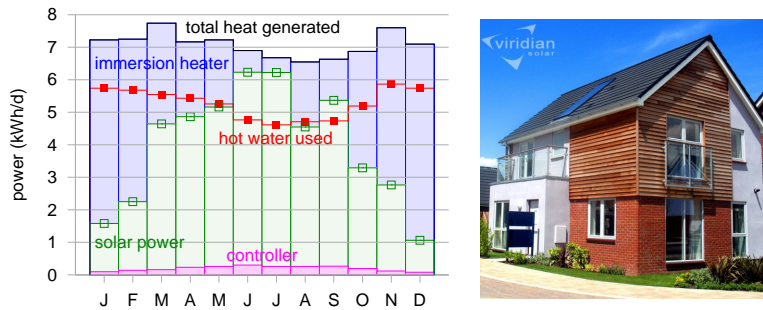 total heat generated
immersion heater
hot water used
solar power
controller
power (kWh/d)
8
7
6
5
4
3
2
1
0
J F M A M J J A S O N D
viridian
solar